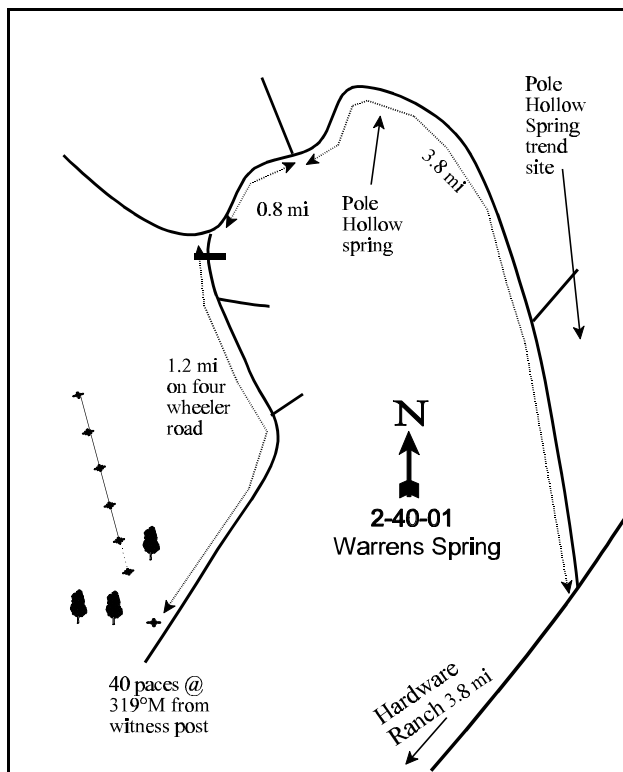 Pole
Hollow
Spring
trend
site
3.8 mi
0.8 mi
Pole
Hollow
spring
1.2 mi
on four
wheeler
road
N
2-40-01
Warrens Spring
40 paces @
319°M from
witness post
Hardware
Ranch 3.8 mi